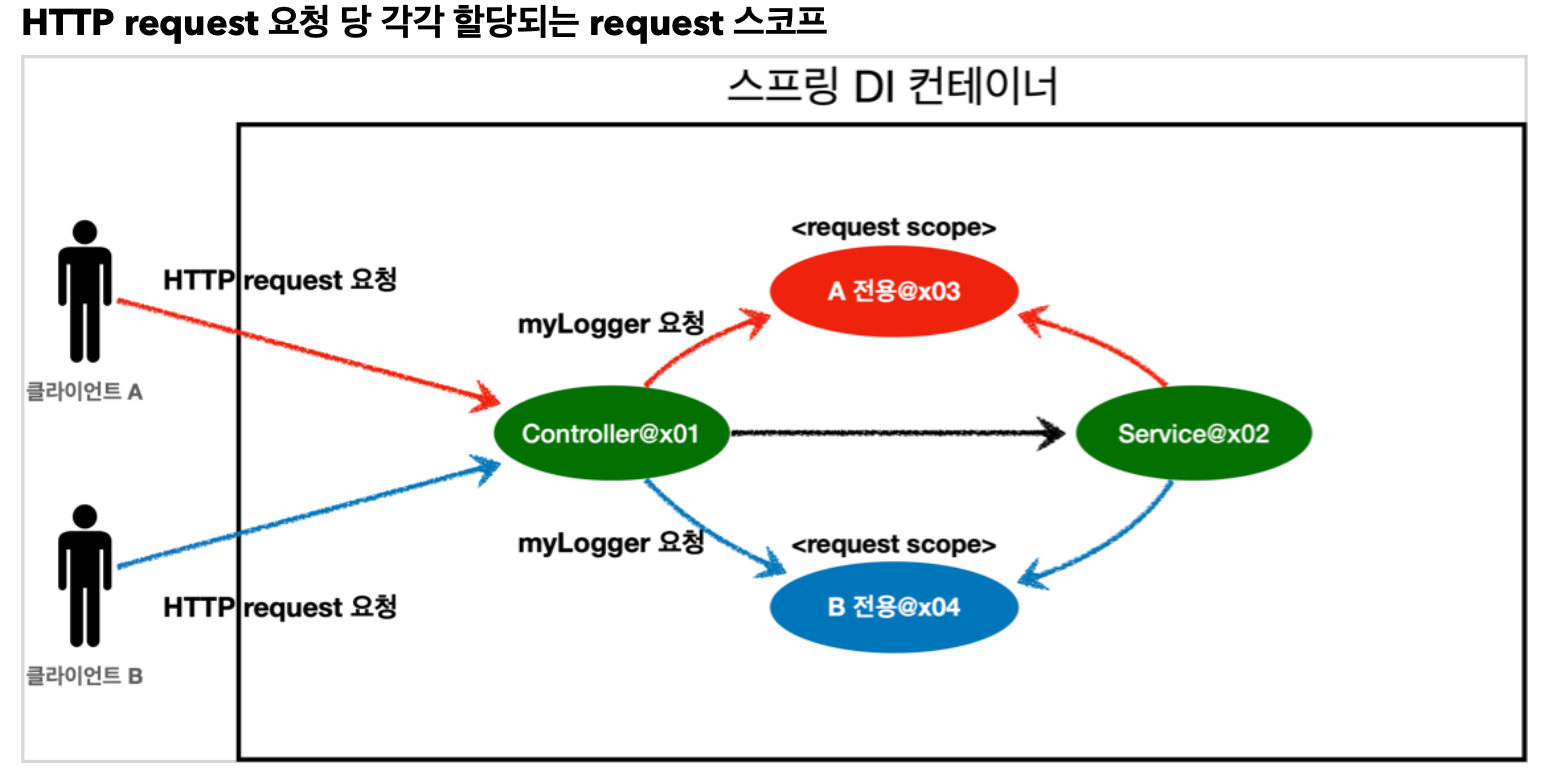 HTTP request 요청 당 각각 할당되는 request 스코프
스프링 DI 컨테이너
<request scope>
A 전용@x03
HTTP request 요청
myLogger 요청
클라이언트 A
Controller@x01
Service@x02
myLogger 요청
<request scope>
B 전용@x04
HTTP request 요청
클라이언트 B